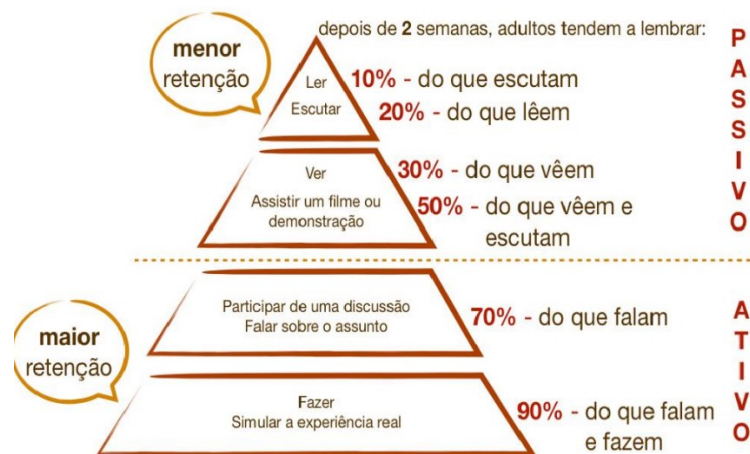 depois de 2 semanas, adultos tendem a lembrar:
menor
retenção
Ler
Escutar
10% - do que escutam
20% - do que lêem
Ver
Assistir um filme ou
demonstração
30% - do que vêem
50% - do que vêem e
escutam
PASSIVO
Participar de uma discussão
Falar sobre o assunto
70% - do que falam
maior
retenção
Fazer
Simular a experiência real
90% - do que falam
e fazem
ATIVO